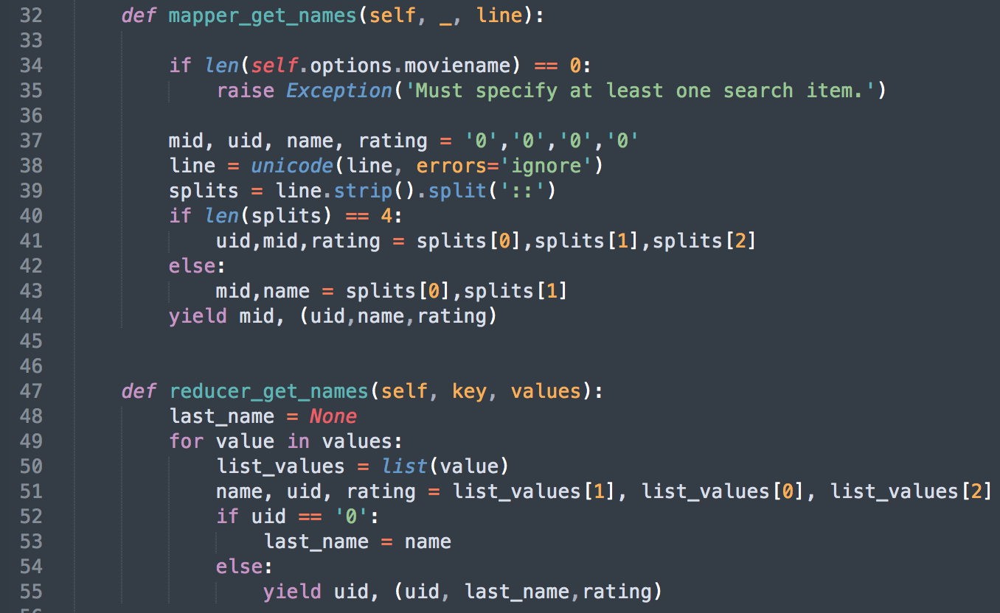 32 def mapper_get_names(self, _, line):
33
34 if len(self.options.moviename) == 0:
35 raise Exception('Must specify at least one search item.')
36
37 mid, uid, name, rating = '0','0','0','0'
38 line = unicode(line, errors='ignore')
39 splits = line.strip().split('::')
40 if len(splits) == 4:
41 uid,mid,rating = splits[0],splits[1],splits[2]
42 else:
43 mid,name = splits[0],splits[1]
44 yield mid, (uid,name,rating)
45
46
47 def reducer_get_names(self, key, values):
48 last_name = None
49 for value in values:
50 list_values = list(value)
51 name, uid, rating = list_values[1], list_values[0], list_values[2]
52 if uid == '0':
53 last_name = name
54 else:
55 yield uid, (uid, last_name,rating)